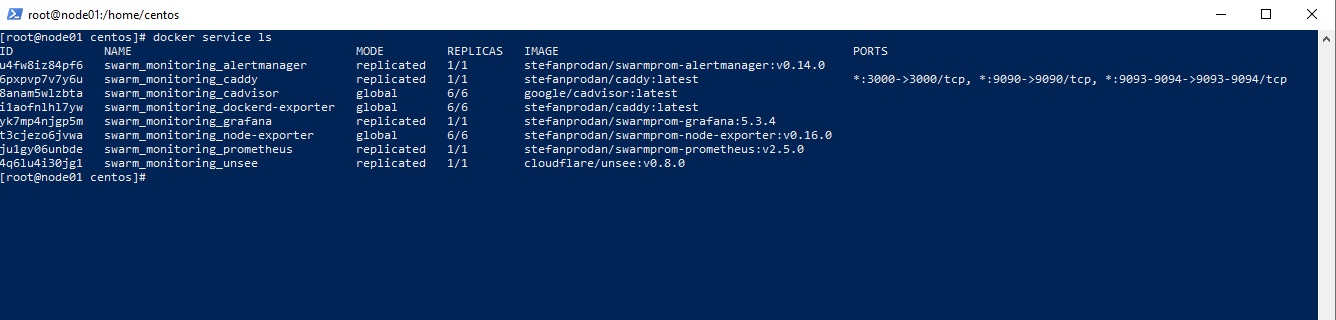 root@node01:/home/centos
[root@node01 centos]# docker service ls
ID NAME MODE REPLICAS IMAGE PORTS
u4fw8iz84pf6 swarm_monitoring_alertmanager replicated 1/1 stefanprodan/swarmprom-alertmanager:v0.14.0
6pxpvp7v7y6u swarm_monitoring_caddy replicated 1/1 stefanprodan/caddy:latest *:3000->3000/tcp, *:9090->9090/tcp, *:9093-9094->9093-9094/tcp
8anam5wlzbta swarm_monitoring_cadvisor global 6/6 google/cadvisor:latest
i1aofnlhl7yw swarm_monitoring_dockerd-exporter global 6/6 stefanprodan/caddy:latest
yk7mp4njgp5m swarm_monitoring_grafana replicated 1/1 stefanprodan/swarmprom-grafana:5.3.4
t3cjezo6jvwa swarm_monitoring_node-exporter global 6/6 stefanprodan/swarmprom-node-exporter:v0.16.0
ju1gy06unbde swarm_monitoring_prometheus replicated 1/1 stefanprodan/swarmprom-prometheus:v2.5.0
4q6lu4i30jg1 swarm_monitoring_unsee replicated 1/1 cloudflare/unsee:v0.8.0
[root@node01 centos]#